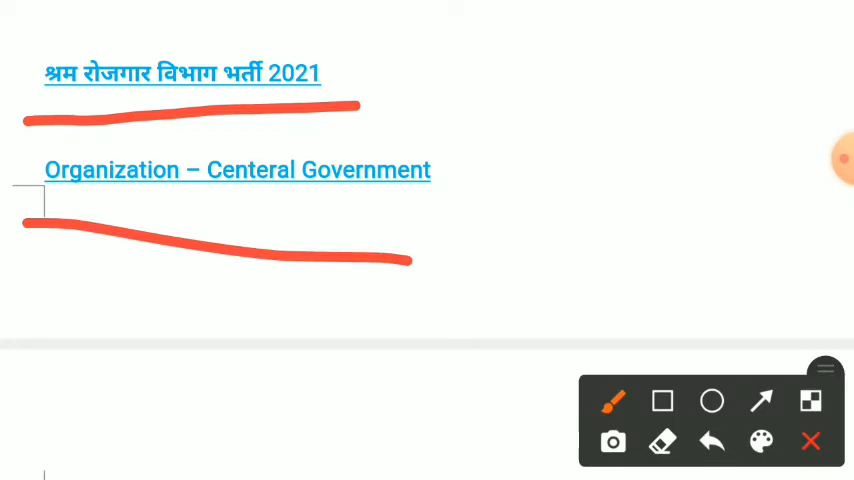 श्रम रोजगार विभाग भर्ती 2021
Organization – Centeral Government